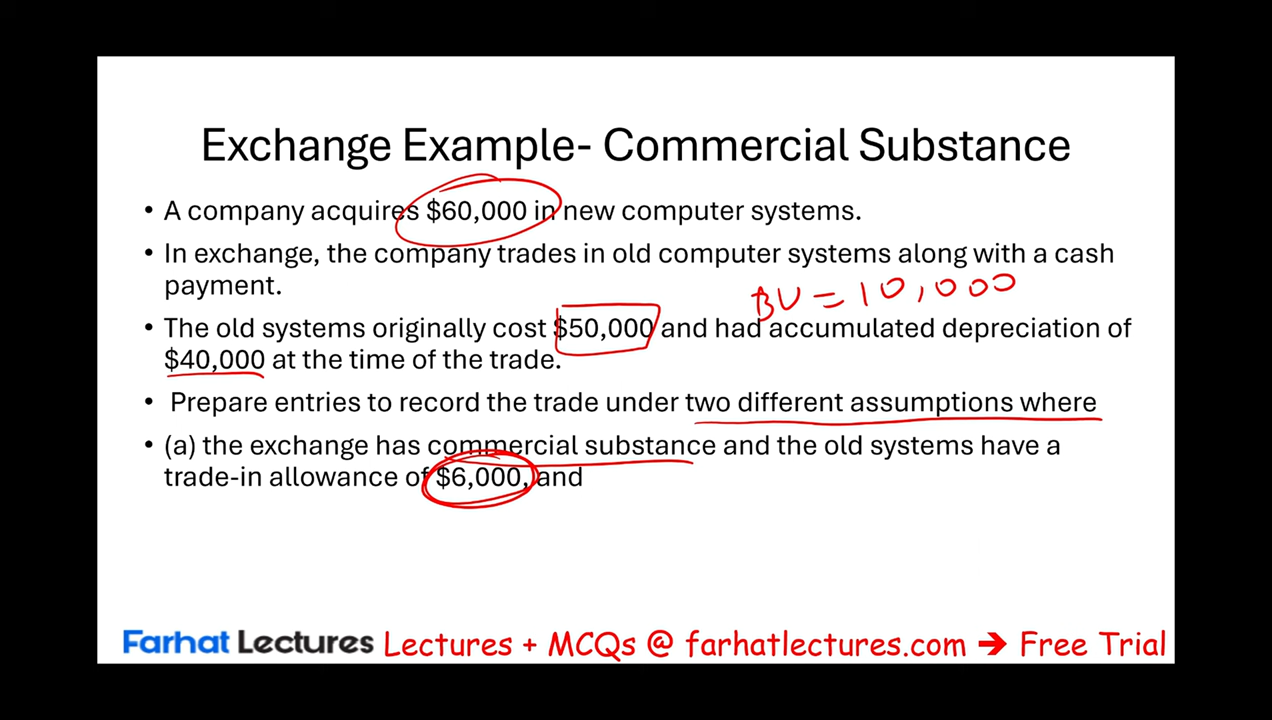 Exchange Example- Commercial Substance
• A company acquires $60,000 in new computer systems.
• In exchange, the company trades in old computer systems along with a cash
payment.
BV = 10,000
• The old systems originally cost $50,000 and had accumulated depreciation of
$40,000 at the time of the trade.
• Prepare entries to record the trade under two different assumptions where
• (a) the exchange has commercial substance and the old systems have a
trade-in allowance of $6,000, and
Farhat Lectures Lectures + MCQs @ farhatlectures.com → Free Trial